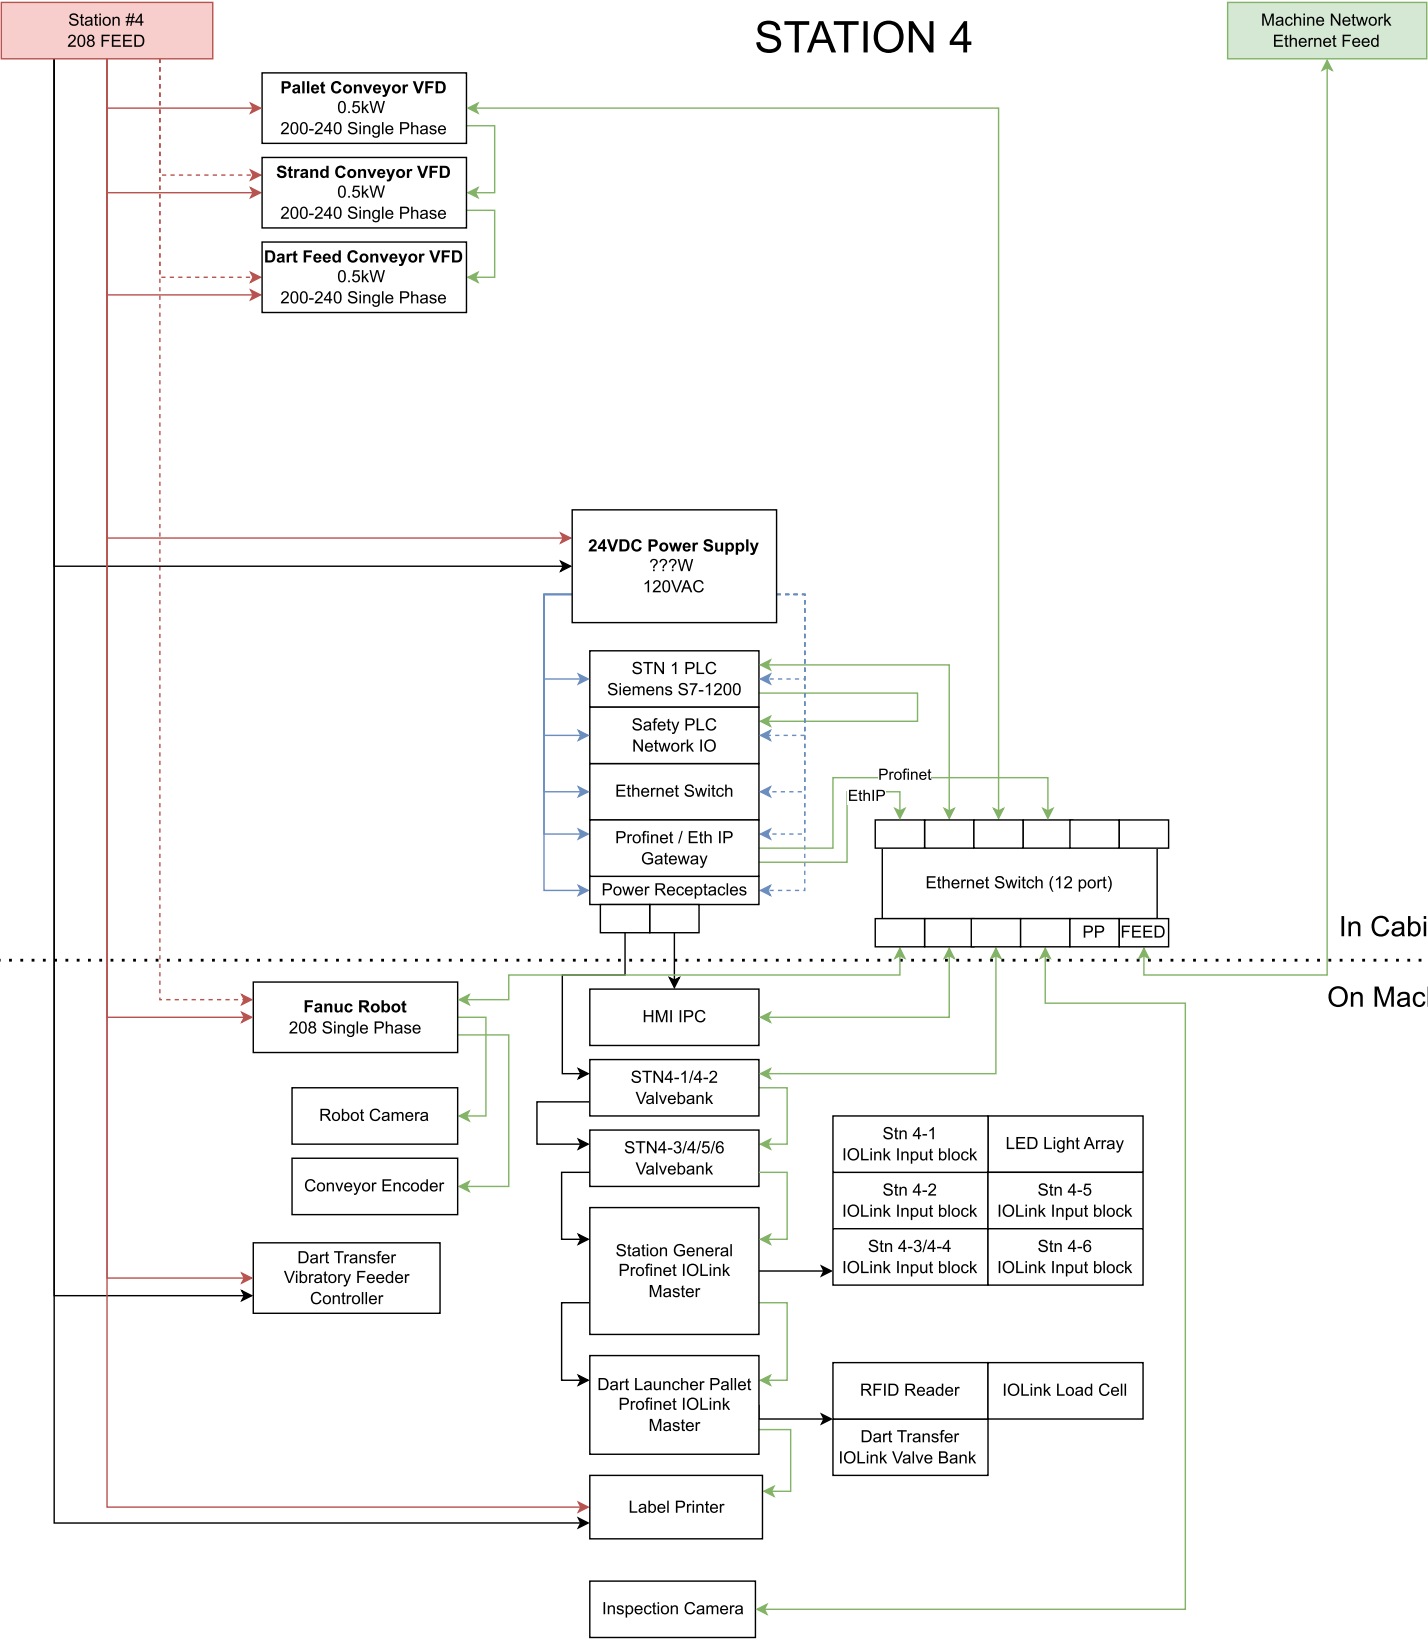 Station #4
208 FEED
STATION 4
Machine Network
Ethernet Feed
Pallet Conveyor VFD
0.5kW
200-240 Single Phase
Strand Conveyor VFD
0.5kW
200-240 Single Phase
Dart Feed Conveyor VFD
0.5kW
200-240 Single Phase
24VDC Power Supply
???W
120VAC
STN 1 PLC
Siemens S7-1200
Safety PLC
Network IO
Ethernet Switch
Profinet / Eth IP
Gateway
Power Receptacles
Profinet
EthIP
Ethernet Switch (12 port)
PP
FEED
In Cabi
On Mac
Fanuc Robot
208 Single Phase
Robot Camera
Conveyor Encoder
Dart Transfer
Vibratory Feeder
Controller
HMI IPC
STN4-1/4-2
Valvebank
STN4-3/4/5/6
Valvebank
Station General
Profinet IOLink
Master
Stn 4-1
IOLink Input block
LED Light Array
Stn 4-2
IOLink Input block
Stn 4-5
IOLink Input block
Stn 4-3/4-4
IOLink Input block
Stn 4-6
IOLink Input block
Dart Launcher Pallet
Profinet IOLink
Master
RFID Reader
IOLink Load Cell
Dart Transfer
IOLink Valve Bank
Label Printer
Inspection Camera